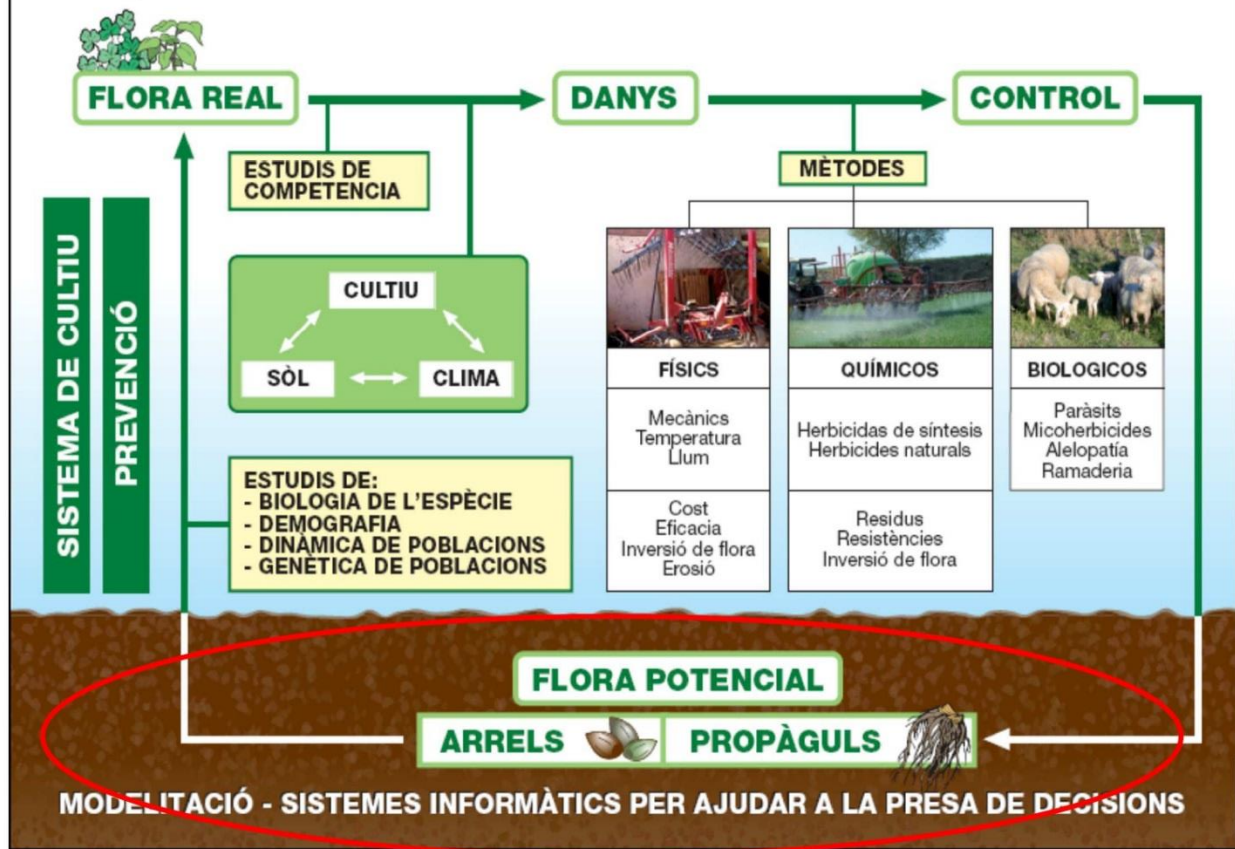 FLORA REAL
DANYS
CONTROL
ESTUDIS DE
COMPETENCIA
MÈTODES
SISTEMA DE CULTIU
PREVENCIÓ
CULTIU
SÒL
CLIMA
FÍSICS
Mecànics
Temperatura
Llum
Cost
Eficacia
Inversió de flora
Erosió
QUÍMICOS
Herbicidas de síntesis
Herbicides naturals
Residus
Resistències
Inversió de flora
BIOLOGICOS
Paràsits
Micoherbicides
Alelopatía
Ramaderia
ESTUDIS DE:
- BIOLOGIA DE L'ESPÈCIE
- DEMOGRAFIA
- DINÀMICA DE POBLACIONS
- GENÈTICA DE POBLACIONS
FLORA POTENCIAL
ARRELS
PROPÀGULS
MODELITACIÓ - SISTEMES INFORMÀTICS PER AJUDAR A LA PRESA DE DECISIONS